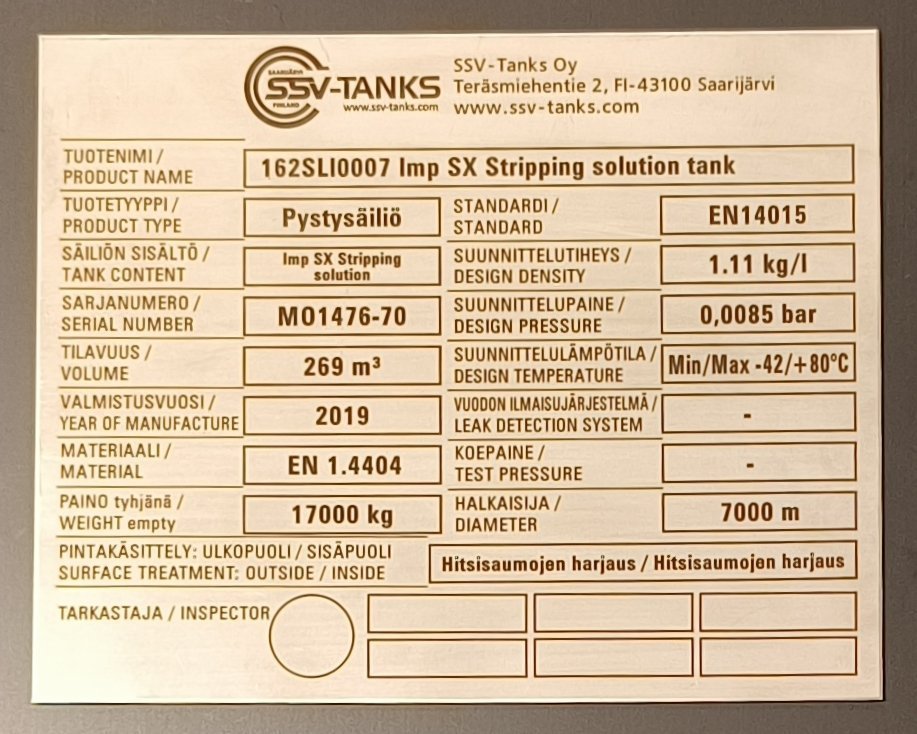 SAARIJÄRVI
SSV-TANKS
FINLAND
www.ssv-tanks.com
SSV-Tanks Oy
Teräsmiehentie 2, FI-43100 Saarijärvi
www.ssv-tanks.com
TUOTENIMI /
PRODUCT NAME
162SLI0007 Imp SX Stripping solution tank
TUOTETYYPPI /
PRODUCT TYPE
Pystysäiliö
STANDARDI /
STANDARD
EN14015
SÄILIÖN SISÄLTÖ /
TANK CONTENT
Imp SX Stripping
solution
SUUNNITTELUTIHEYS /
DESIGN DENSITY
1.11 kg/l
SARJANUMERO /
SERIAL NUMBER
MO1476-70
SUUNNITTELUPAINE /
DESIGN PRESSURE
0,0085 bar
TILAVUUS /
VOLUME
269 m³
SUUNNITTELULÄMPÖTILA /
DESIGN TEMPERATURE
Min/Max -42/+80°C
VALMISTUSVUOSI /
YEAR OF MANUFACTURE
2019
VUODON ILMAISUJÄRJESTELMÄ /
LEAK DETECTION SYSTEM
-
MATERIAALI /
MATERIAL
EN 1.4404
KOEPAINE /
TEST PRESSURE
-
PAINO tyhjänä /
WEIGHT empty
17000 kg
HALKAISIJA /
DIAMETER
7000 m
PINTAKÄSITTELY: ULKOPUOLI / SISÄPUOLI
SURFACE TREATMENT: OUTSIDE / INSIDE
Hitsisaumojen harjaus / Hitsisaumojen harjaus
TARKASTAJA / INSPECTOR